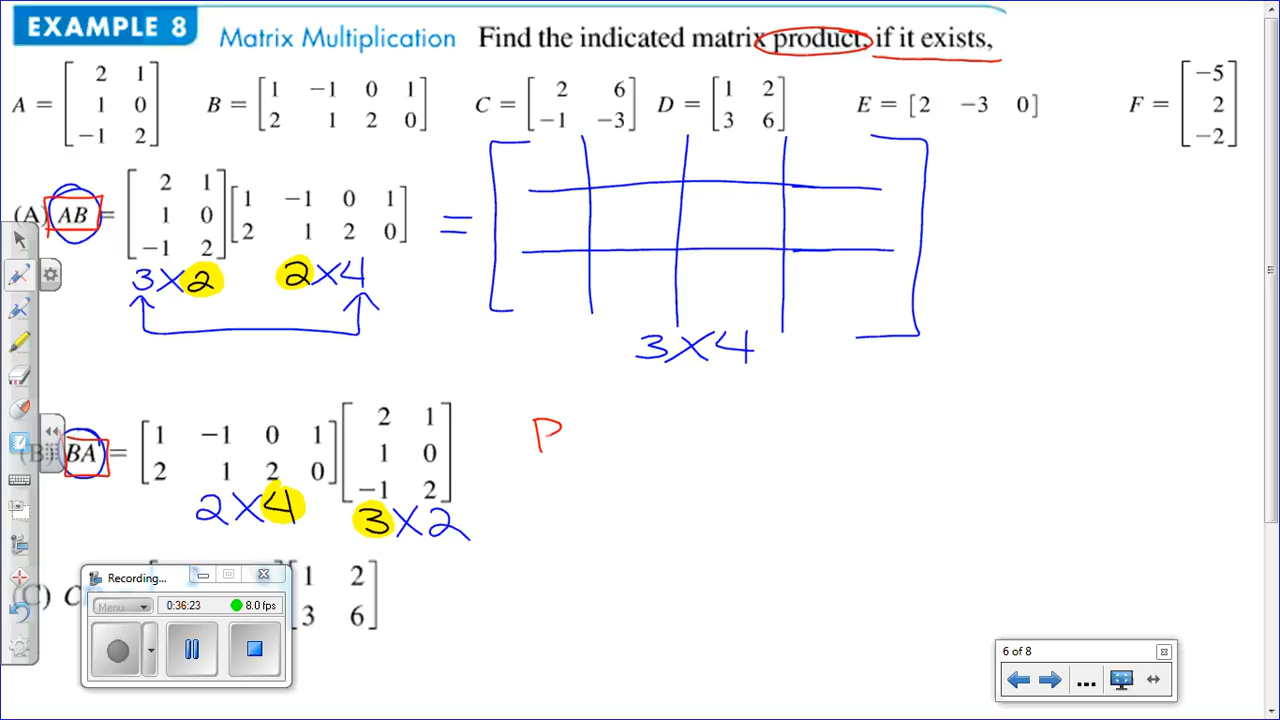 EXAMPLE 8 Matrix Multiplication Find the indicated matrix product, if it exists,
A = [2 1; 1 0; −1 2] B = [1 −1 0 1; 2 1 2 0] C = [2 6; −1 −3] D = [1 2; 3 6] E = [2 −3 0] F = [−5; 2; −2]
(A) AB = [2 1; 1 0; −1 2] [1 −1 0 1; 2 1 2 0] =
3×2 2×4
3×4
(B) BA = [1 −1 0 1; 2 1 2 0] [2 1; 1 0; −1 2]
2×4 3×2
(C) C [1 2; 3 6]
Recording...
Menu 0:36:23 8.0 fps
6 of 8
...